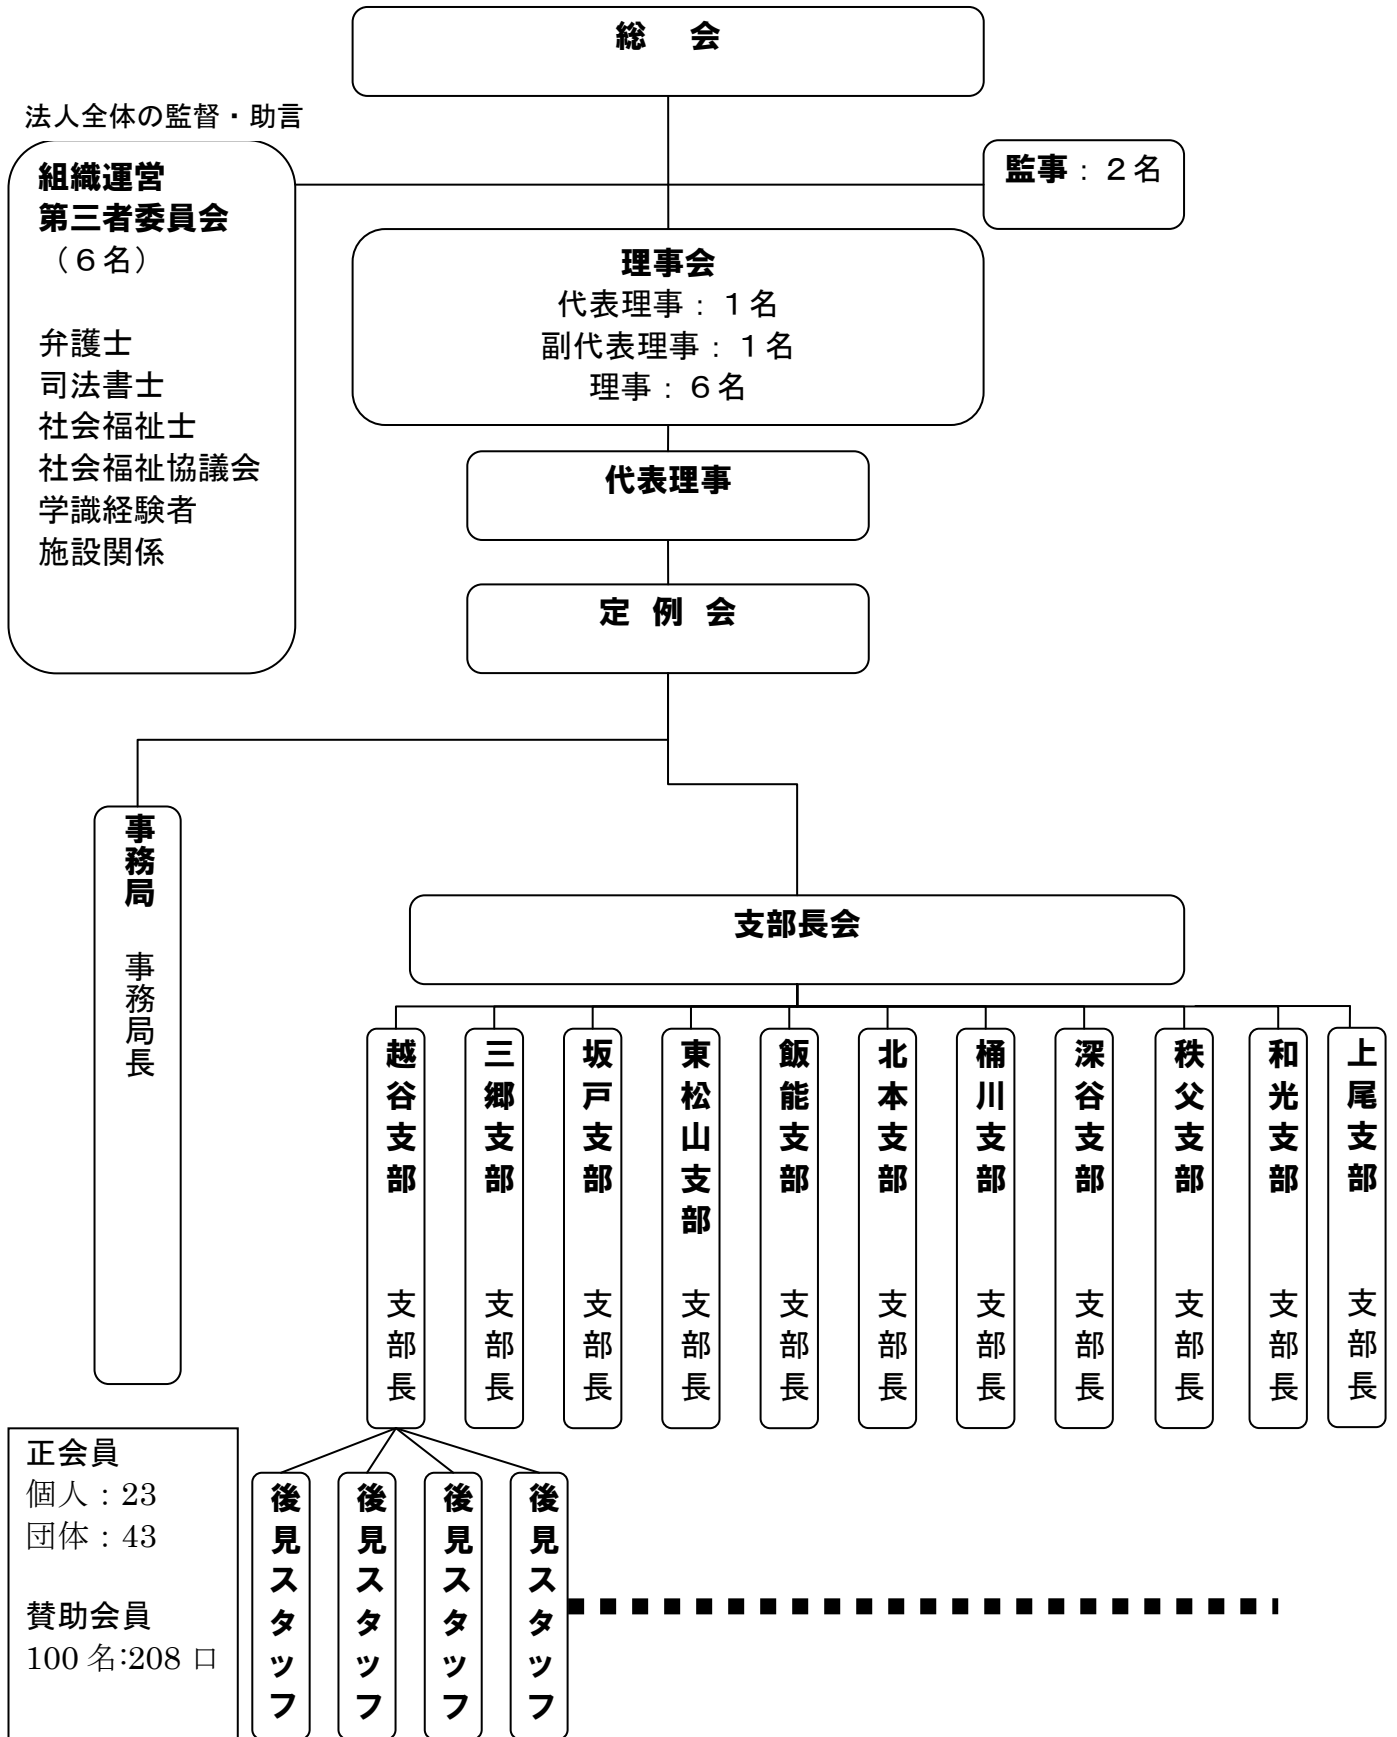 総　会
法人全体の監督・助言
組織運営
第三者委員会
（６名）
弁護士
司法書士
社会福祉士
社会福祉協議会
学識経験者
施設関係
監事：２名
理事会
代表理事：１名
副代表理事：１名
理事：６名
代表理事
定 例 会
事務局　事務局長
支部長会
越谷支部　支部長
三郷支部　支部長
坂戸支部　支部長
東松山支部　支部長
飯能支部　支部長
北本支部　支部長
桶川支部　支部長
深谷支部　支部長
秩父支部　支部長
和光支部　支部長
上尾支部　支部長
正会員
個人：23
団体：43
賛助会員
100 名:208 口
後見スタッフ
後見スタッフ
後見スタッフ
後見スタッフ